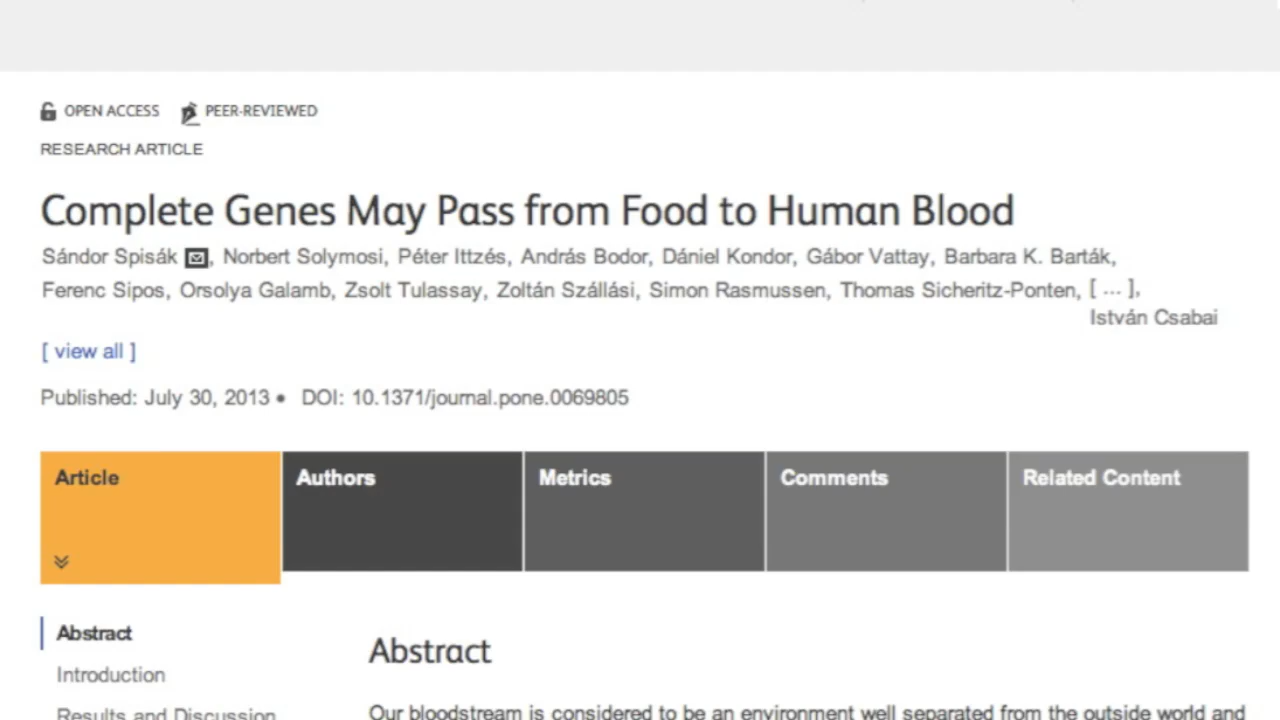 OPEN ACCESS PEER-REVIEWED
RESEARCH ARTICLE
Complete Genes May Pass from Food to Human Blood
Sándor Spisák, Norbert Solymosi, Péter Ittzés, András Bodor, Dániel Kondor, Gábor Vattay, Barbara K. Barták,
Ferenc Sipos, Orsolya Galamb, Zsolt Tulassay, Zoltán Szállási, Simon Rasmussen, Thomas Sicheritz-Ponten, [ ... ],
István Csabai
[ view all ]
Published: July 30, 2013 • DOI: 10.1371/journal.pone.0069805
Article Authors Metrics Comments Related Content
Abstract
Abstract
Introduction
Results and Discussion
Our bloodstream is considered to be an environment well separated from the outside world and